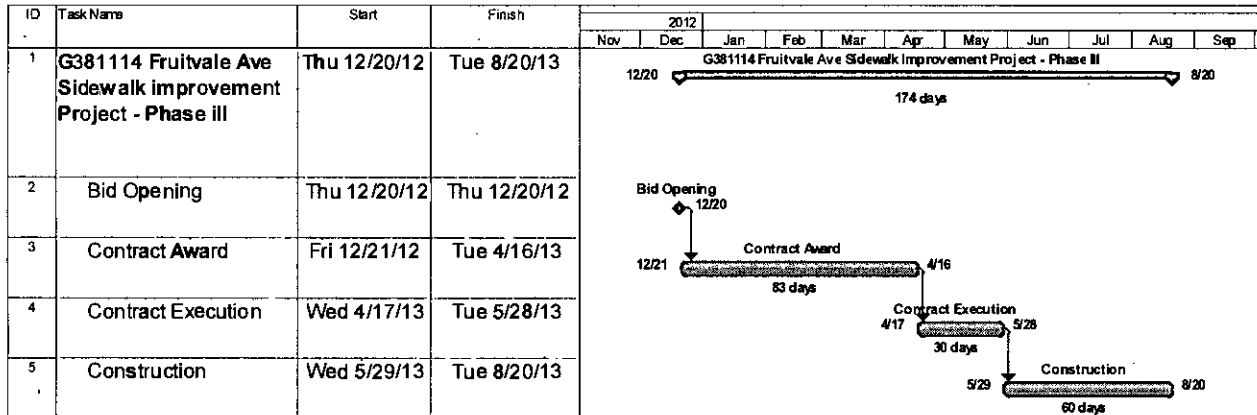 ID Task Name Start Finish
2012
Nov Dec Jan Feb Mar Apr May Jun Jul Aug Sep
1 G381114 Fruitvale Ave Sidewalk improvement Project - Phase III Thu 12/20/12 Tue 8/20/13
G381114 Fruitvale Ave Sidewalk Improvement Project - Phase III
12/20 8/20
174 days
2 Bid Opening Thu 12/20/12 Thu 12/20/12
Bid Opening
12/20
3 Contract Award Fri 12/21/12 Tue 4/16/13
Contract Award
12/21 4/16
83 days
4 Contract Execution Wed 4/17/13 Tue 5/28/13
Contract Execution
4/17 5/28
30 days
5 Construction Wed 5/29/13 Tue 8/20/13
Construction
5/29 8/20
60 days